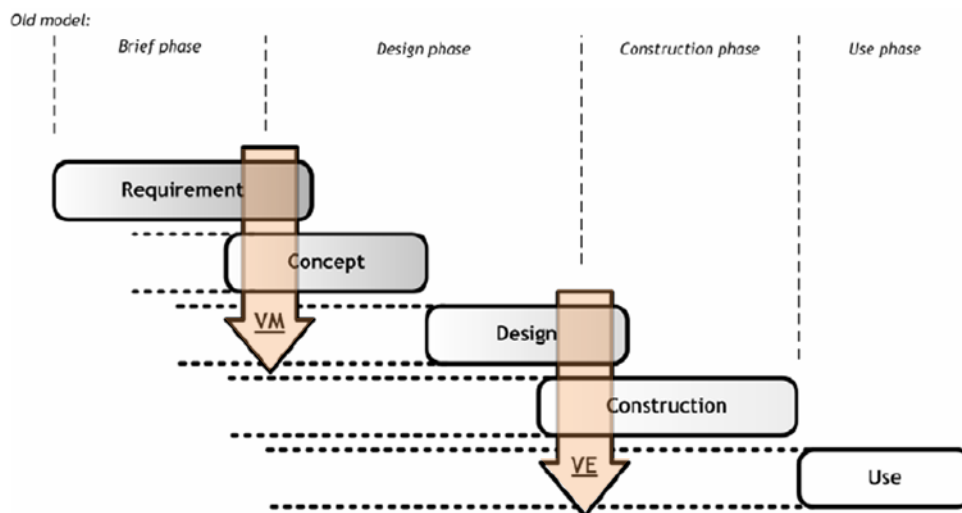 Old model:
Brief phase
Design phase
Construction phase
Use phase
Requirement
Concept
VM
Design
Construction
VE
Use